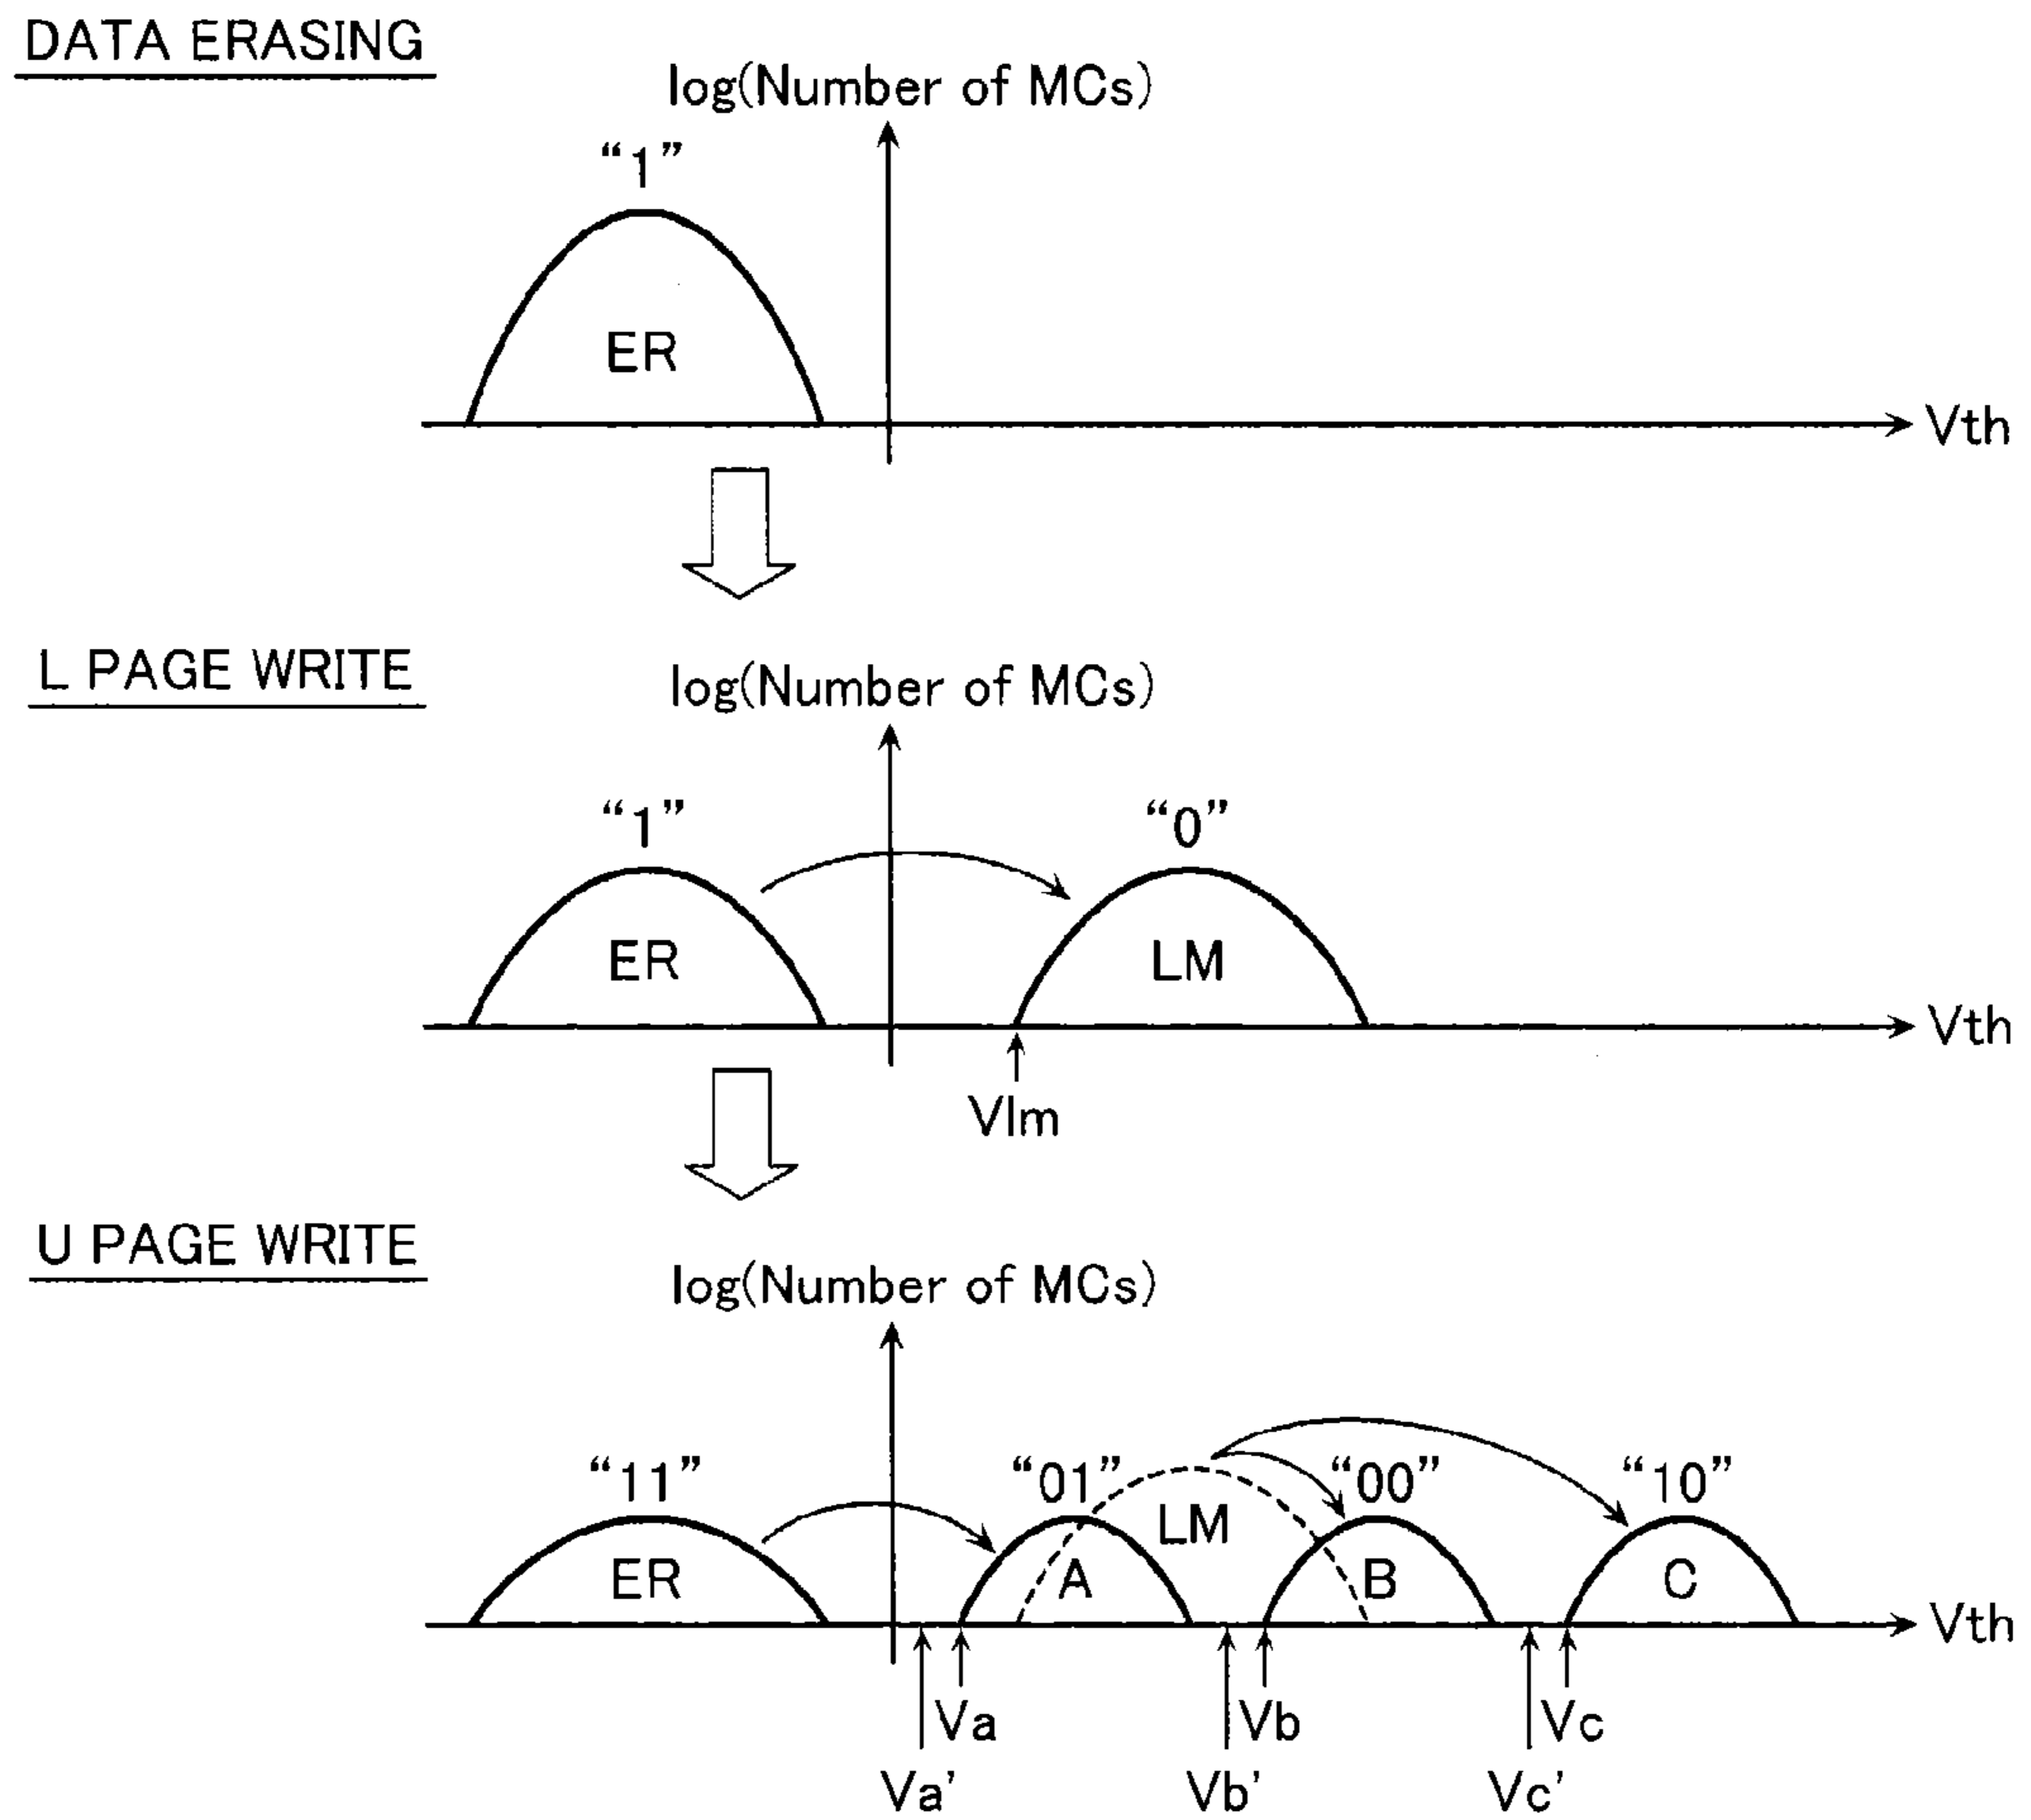 DATA ERASING
log(Number of MCs)
“1”
ER
Vth
L PAGE WRITE
log(Number of MCs)
“1” “0”
ER LM
Vth
Vlm
U PAGE WRITE
log(Number of MCs)
“11” “01” “00” “10”
LM
ER A B C
Vth
Va Vb Vc
Va' Vb' Vc'